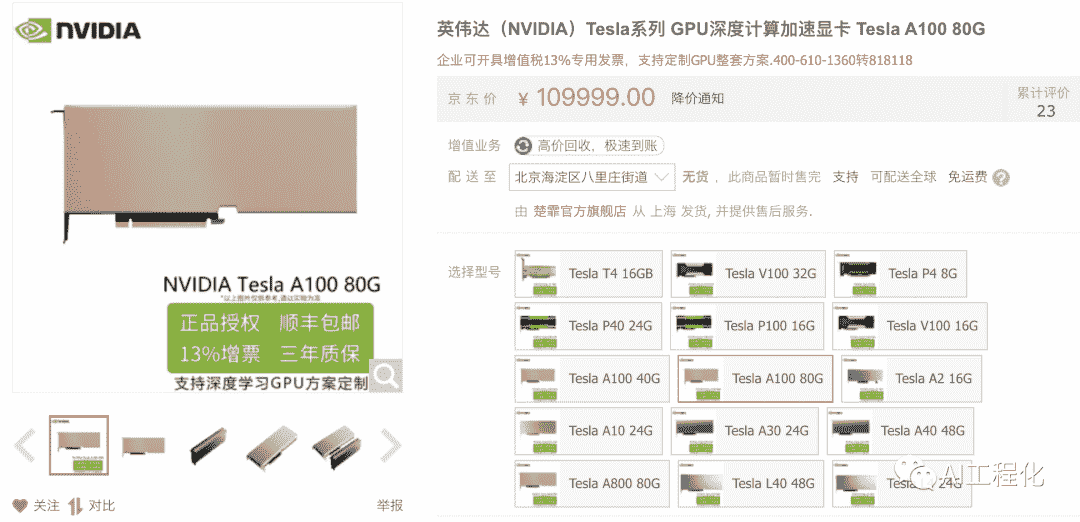 NVIDIA
NVIDIA Tesla A100 80G
正品授权 顺丰包邮
13%增票 三年质保
支持深度学习GPU方案定制
关注 对比 举报
英伟达（NVIDIA）Tesla系列 GPU深度计算加速显卡 Tesla A100 80G
企业可开具增值税13%专用发票，支持定制GPU整套方案.400-610-1360转818118
京东价 ￥109999.00 降价通知
累计评价
23
增值业务 高价回收，极速到账
配送至 北京海淀区八里庄街道 无货 ，此商品暂时售完 支持 可配送全球 免运费 ?
由 楚霏官方旗舰店 从 上海 发货, 并提供售后服务.
选择型号 Tesla T4 16GB Tesla V100 32G Tesla P4 8G
Tesla P40 24G Tesla P100 16G Tesla V100 16G
Tesla A100 40G Tesla A100 80G Tesla A2 16G
Tesla A10 24G Tesla A30 24G Tesla A40 48G
Tesla A800 80G Tesla L40 48G 24G
AI工程化